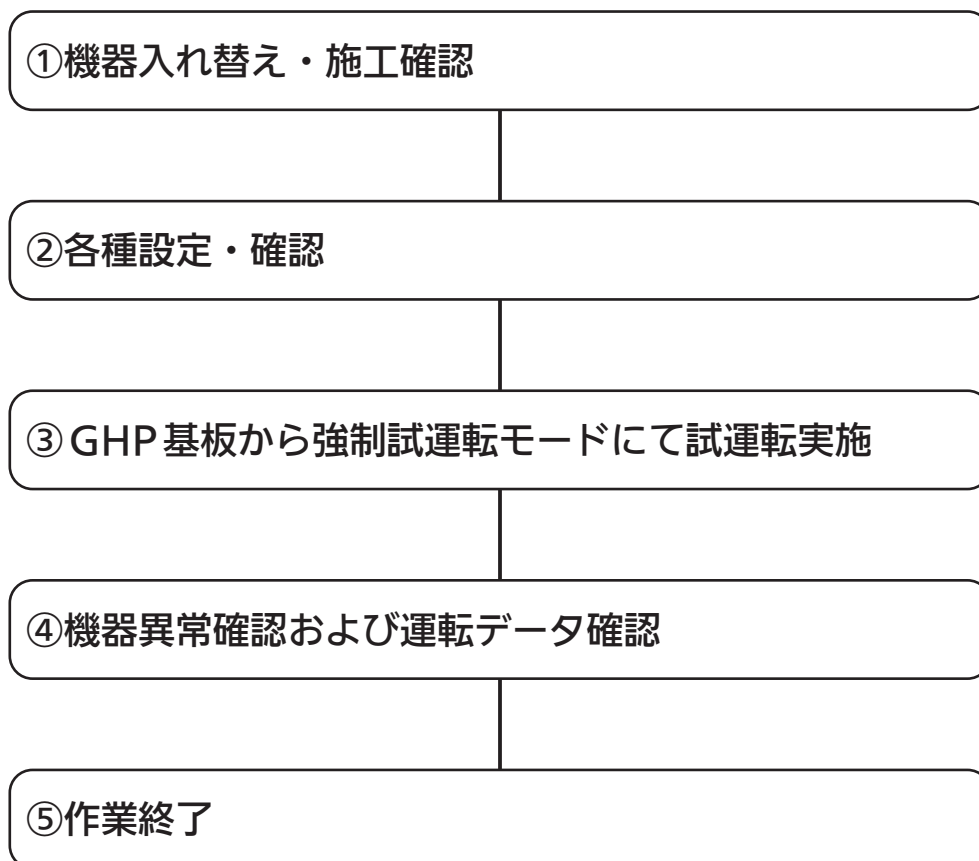 ①機器入れ替え・施工確認
②各種設定・確認
③GHP基板から強制試運転モードにて試運転実施
④機器異常確認および運転データ確認
⑤作業終了